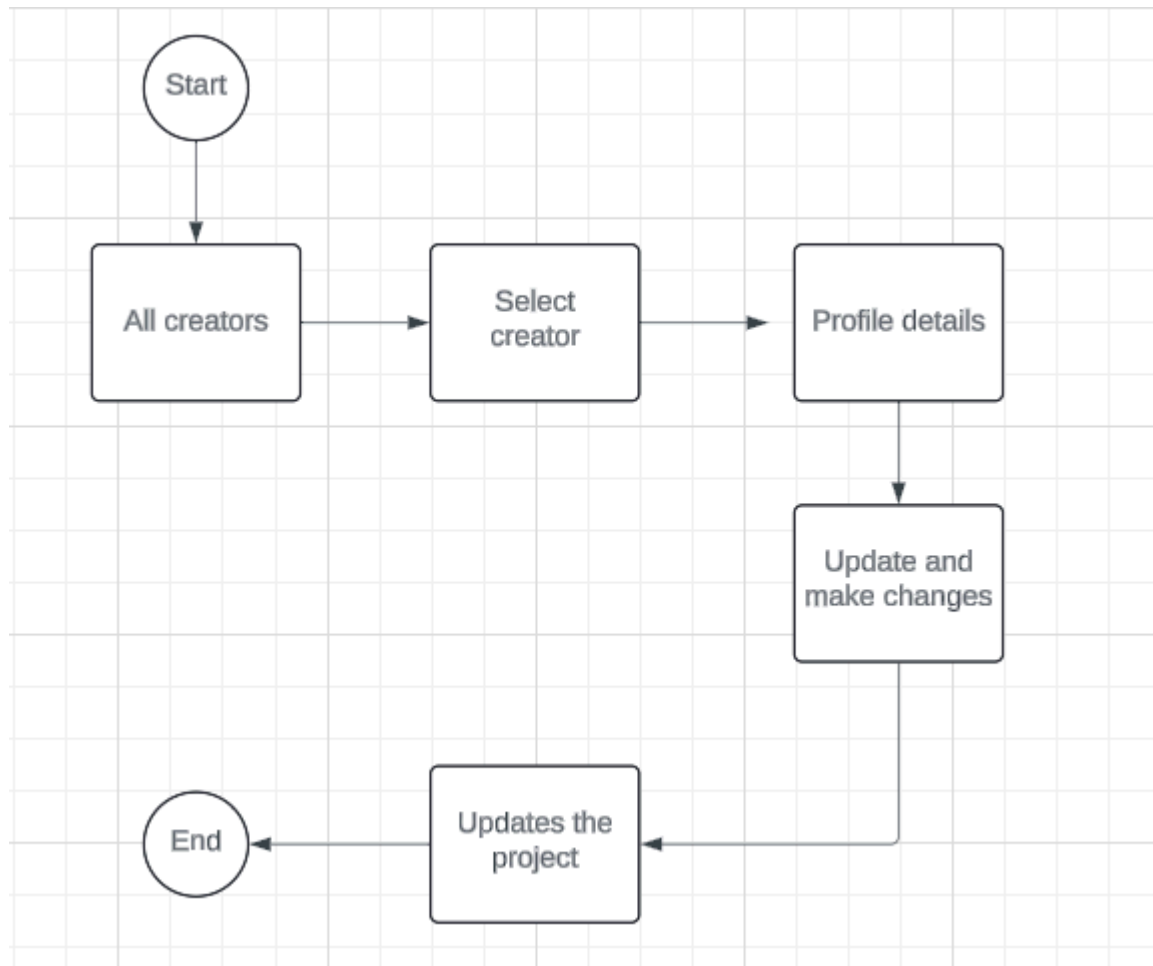 Start
All creators
Select
creator
Profile details
Update and
make changes
Updates the
project
End